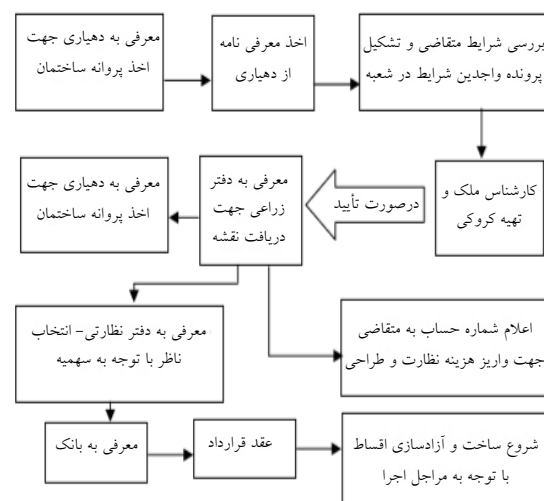 معرفی به دهیاری جهت
اخذ پروانه ساختمان
اخذ معرفی نامه
از دهیاری
بررسی شرایط متقاضی و تشکیل
پرونده واجدین شرایط در شعبه
کارشناس ملک و
تهیه کروکی
درصورت تأیید
معرفی به دفتر
زراعی جهت
دریافت نقشه
معرفی به دهیاری جهت
اخذ پروانه ساختمان
معرفی به دفتر نظارتی- انتخاب
ناظر با توجه به سهمیه
اعلام شماره حساب به متقاضی
جهت واریز هزینه نظارت و طراحی
معرفی به بانک
عقد قرارداد
شروع ساخت و آزادسازی اقساط
با توجه به مراجل اجرا